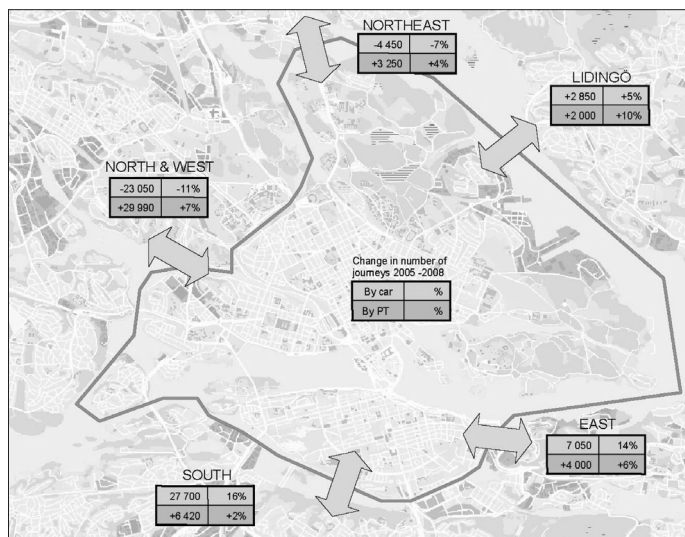 NORTHEAST
-4 450 -7%
+3 250 +4%
LIDINGÖ
+2 850 +5%
+2 000 +10%
NORTH & WEST
-23 050 -11%
+29 990 +7%
Change in number of
journeys 2005 -2008
By car %
By PT %
EAST
7 050 14%
+4 000 +6%
SOUTH
27 700 16%
+6 420 +2%